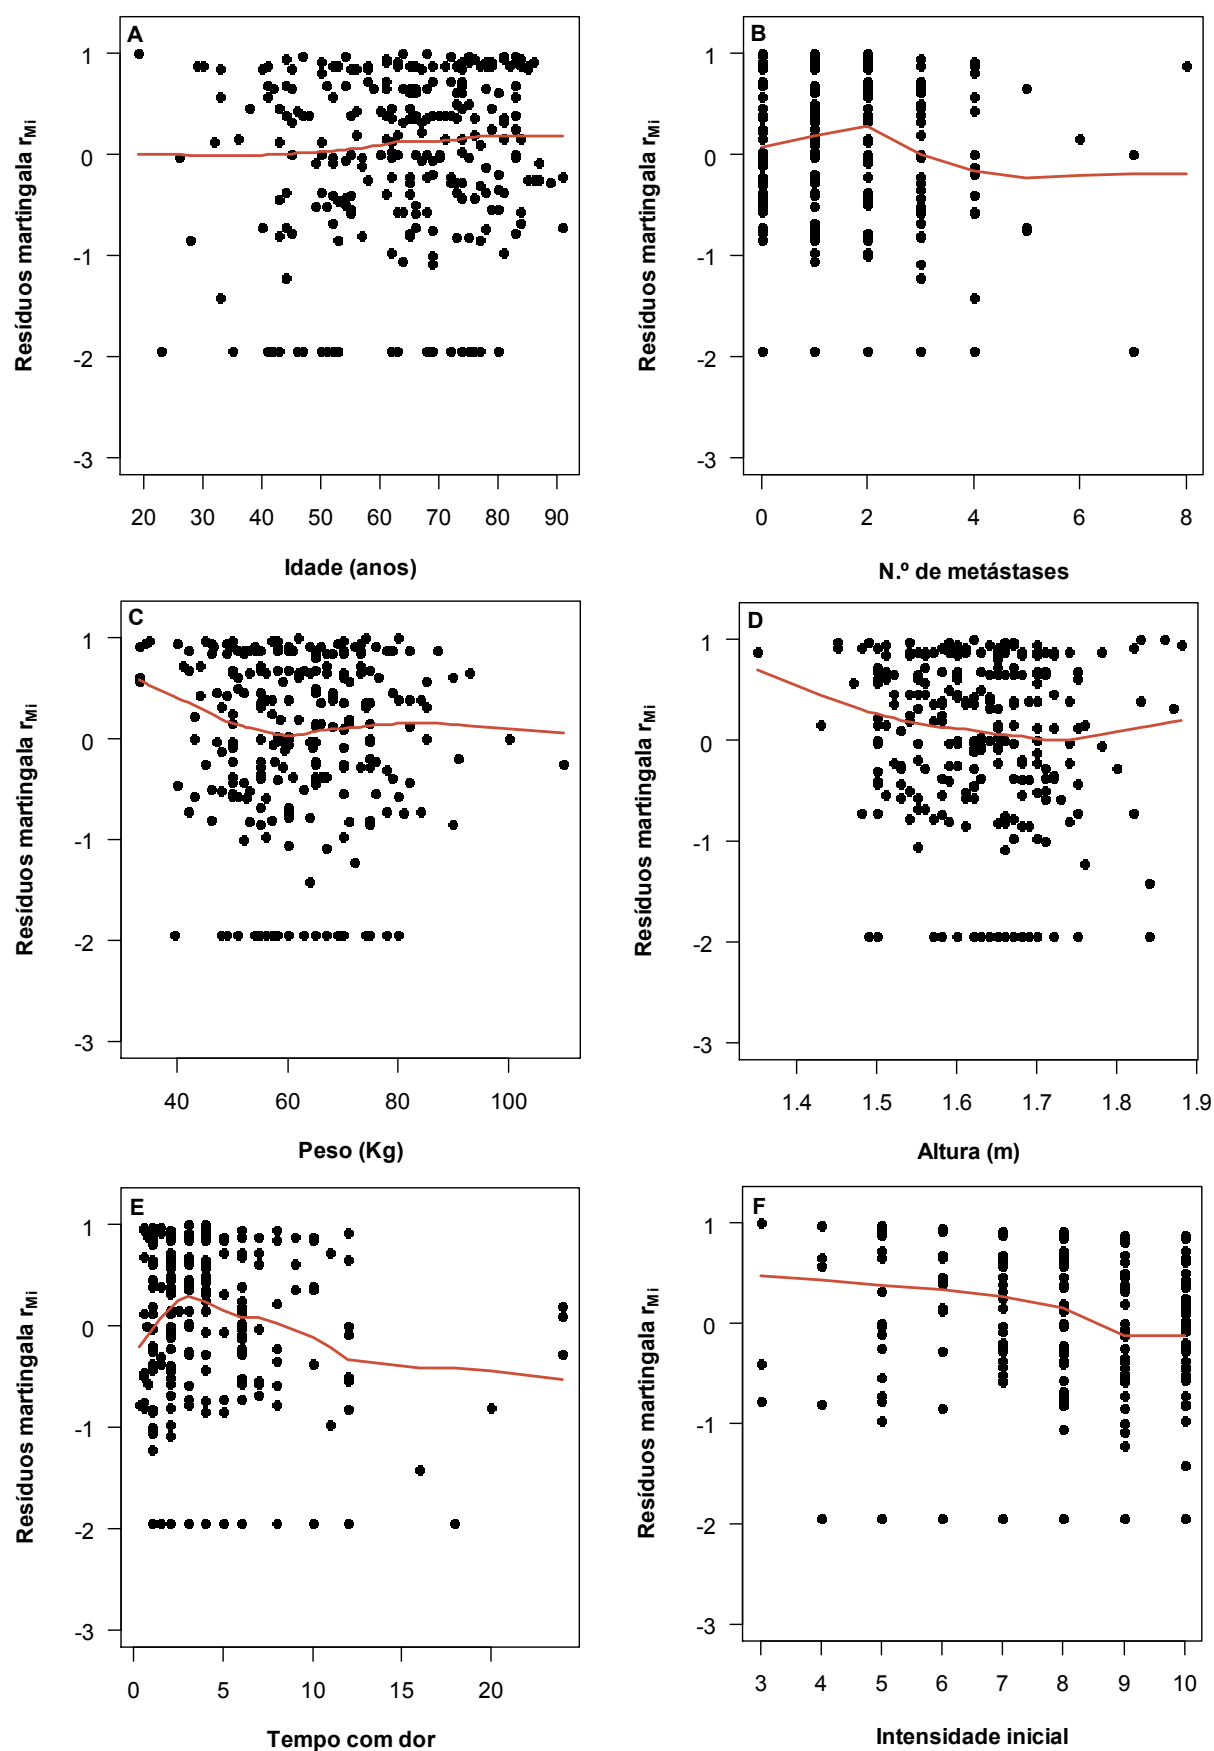 A
Resíduos martingala rMi
1
0
-1
-2
-3
20 30 40 50 60 70 80 90
Idade (anos)
B
Resíduos martingala rMi
1
0
-1
-2
-3
0 2 4 6 8
N.º de metástases
C
Resíduos martingala rMi
1
0
-1
-2
-3
40 60 80 100
Peso (Kg)
D
Resíduos martingala rMi
1
0
-1
-2
-3
1.4 1.5 1.6 1.7 1.8 1.9
Altura (m)
E
Resíduos martingala rMi
1
0
-1
-2
-3
0 5 10 15 20
Tempo com dor
F
Resíduos martingala rMi
1
0
-1
-2
-3
3 4 5 6 7 8 9 10
Intensidade inicial